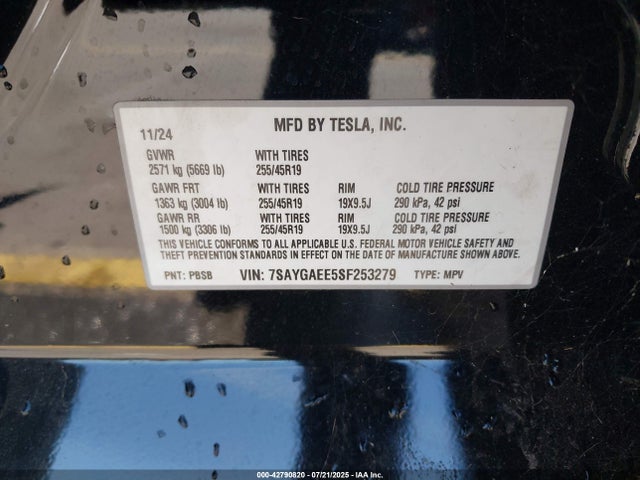 11/24 MFD BY TESLA, INC.
GVWR WITH TIRES
2571 kg (5669 lb) 255/45R19
GAWR FRT WITH TIRES RIM COLD TIRE PRESSURE
1363 kg (3004 lb) 255/45R19 19X9.5J 290 kPa, 42 psi
GAWR RR WITH TIRES RIM COLD TIRE PRESSURE
1500 kg (3306 lb) 255/45R19 19X9.5J 290 kPa, 42 psi
THIS VEHICLE CONFORMS TO ALL APPLICABLE U.S. FEDERAL MOTOR VEHICLE SAFETY AND
THEFT PREVENTION STANDARDS IN EFFECT ON THE DATE OF MANUFACTURE SHOWN ABOVE.
PNT: PBSB VIN: 7SAYGAEE5SF253279 TYPE: MPV
000-42790820 07/21/2025 IAA Inc.